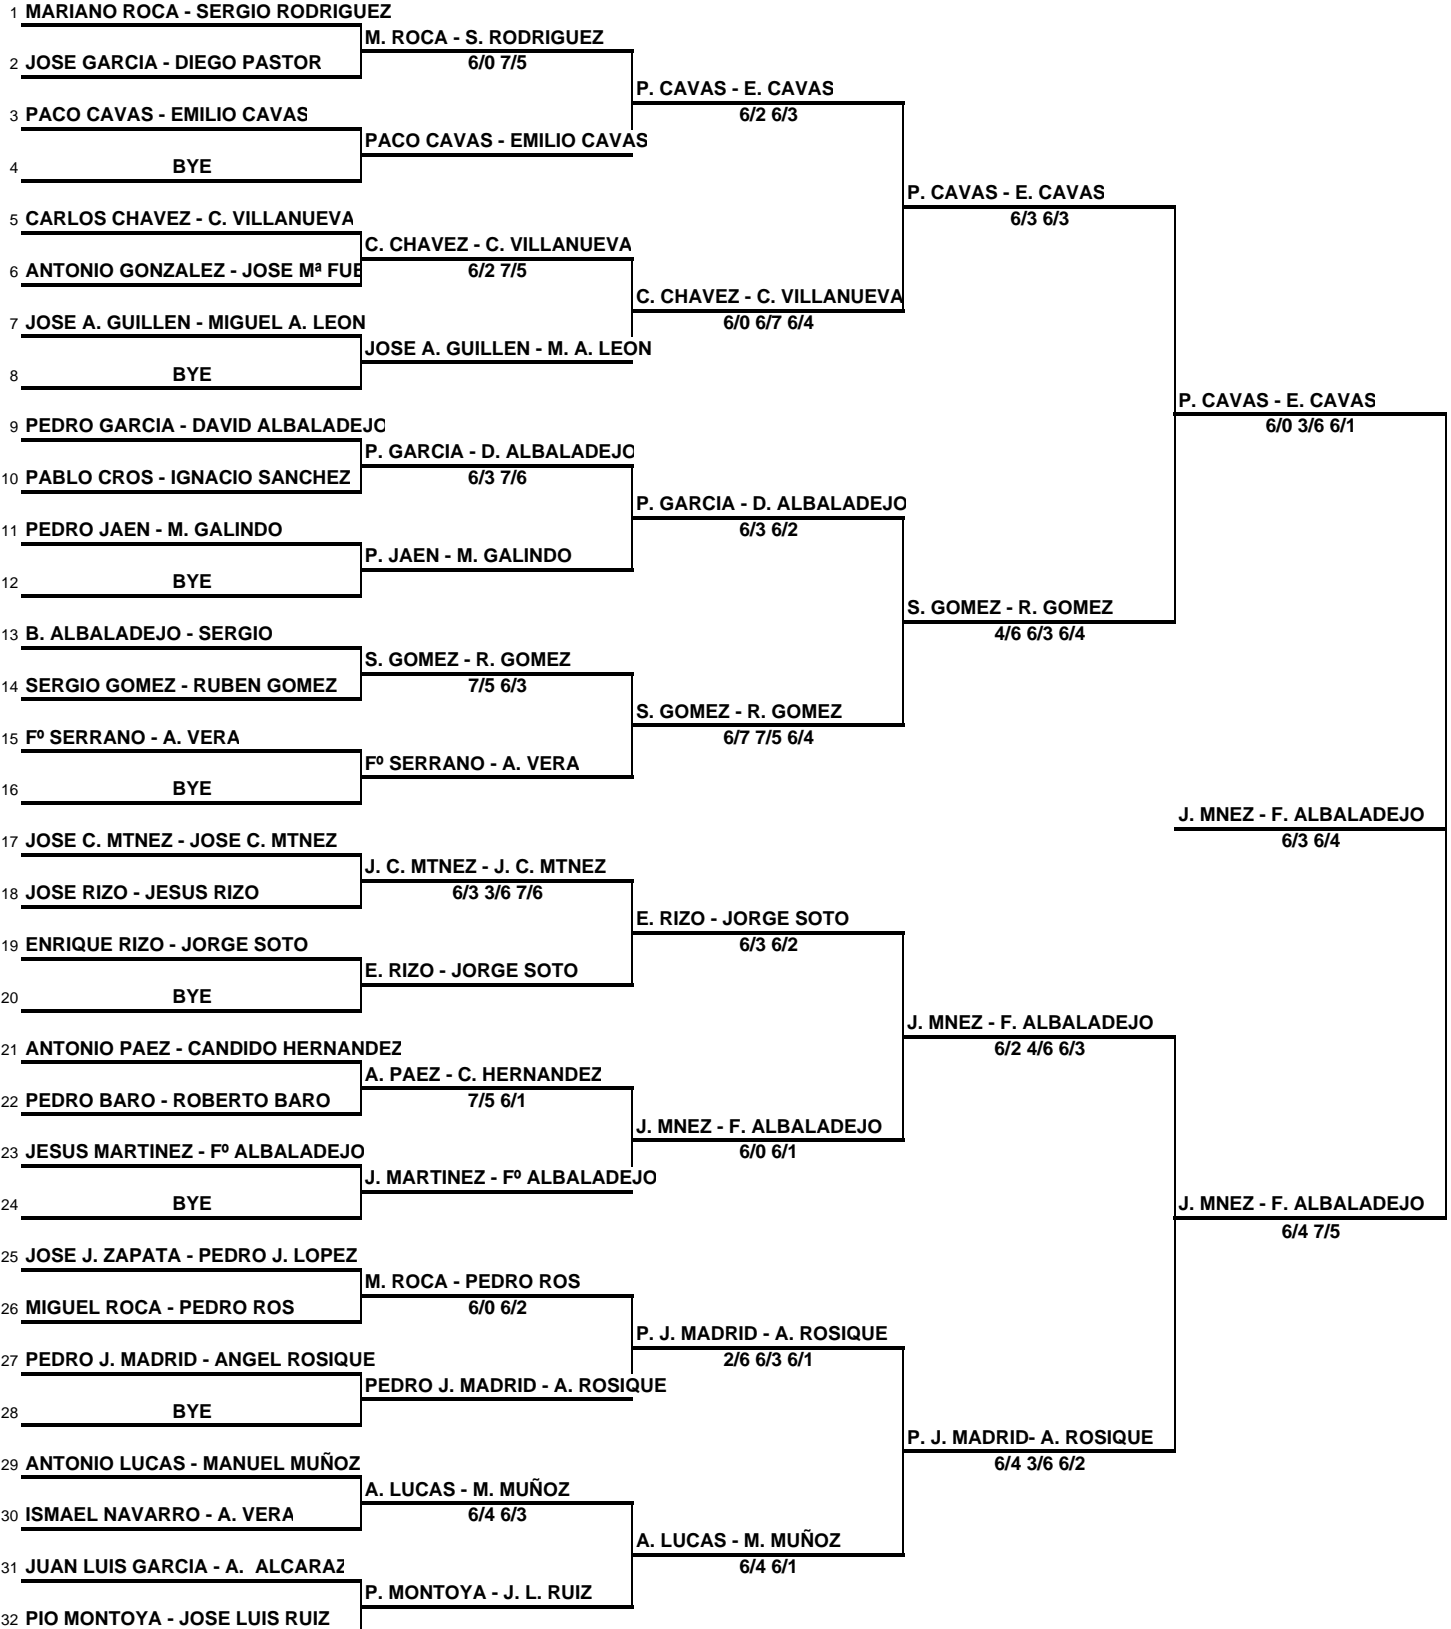 1 MARIANO ROCA - SERGIO RODRIGUEZ
M. ROCA - S. RODRIGUEZ
2 JOSE GARCIA - DIEGO PASTOR
6/0 7/5
P. CAVAS - E. CAVAS
3 PACO CAVAS - EMILIO CAVAS
6/2 6/3
PACO CAVAS - EMILIO CAVAS
4 BYE
P. CAVAS - E. CAVAS
5 CARLOS CHAVEZ - C. VILLANUEVA
6/3 6/3
C. CHAVEZ - C. VILLANUEVA
6 ANTONIO GONZALEZ - JOSE Mª FUE
6/2 7/5
C. CHAVEZ - C. VILLANUEVA
7 JOSE A. GUILLEN - MIGUEL A. LEON
6/0 6/7 6/4
JOSE A. GUILLEN - M. A. LEON
8 BYE
P. CAVAS - E. CAVAS
9 PEDRO GARCIA - DAVID ALBALADEJO
6/0 3/6 6/1
P. GARCIA - D. ALBALADEJO
10 PABLO CROS - IGNACIO SANCHEZ
6/3 7/6
P. GARCIA - D. ALBALADEJO
11 PEDRO JAEN - M. GALINDO
6/3 6/2
P. JAEN - M. GALINDO
12 BYE
S. GOMEZ - R. GOMEZ
13 B. ALBALADEJO - SERGIO
4/6 6/3 6/4
S. GOMEZ - R. GOMEZ
14 SERGIO GOMEZ - RUBEN GOMEZ
7/5 6/3
S. GOMEZ - R. GOMEZ
15 Fº SERRANO - A. VERA
6/7 7/5 6/4
Fº SERRANO - A. VERA
16 BYE
J. MNEZ - F. ALBALADEJO
17 JOSE C. MTNEZ - JOSE C. MTNEZ
6/3 6/4
J. C. MTNEZ - J. C. MTNEZ
18 JOSE RIZO - JESUS RIZO
6/3 3/6 7/6
E. RIZO - JORGE SOTO
19 ENRIQUE RIZO - JORGE SOTO
6/3 6/2
E. RIZO - JORGE SOTO
20 BYE
J. MNEZ - F. ALBALADEJO
21 ANTONIO PAEZ - CANDIDO HERNANDEZ
6/2 4/6 6/3
A. PAEZ - C. HERNANDEZ
22 PEDRO BARO - ROBERTO BARO
7/5 6/1
J. MNEZ - F. ALBALADEJO
23 JESUS MARTINEZ - Fº ALBALADEJO
6/0 6/1
J. MARTINEZ - Fº ALBALADEJO
24 BYE
J. MNEZ - F. ALBALADEJO
6/4 7/5
25 JOSE J. ZAPATA - PEDRO J. LOPEZ
M. ROCA - PEDRO ROS
26 MIGUEL ROCA - PEDRO ROS
6/0 6/2
P. J. MADRID - A. ROSIQUE
27 PEDRO J. MADRID - ANGEL ROSIQUE
2/6 6/3 6/1
PEDRO J. MADRID - A. ROSIQUE
28 BYE
P. J. MADRID- A. ROSIQUE
29 ANTONIO LUCAS - MANUEL MUÑOZ
6/4 3/6 6/2
A. LUCAS - M. MUÑOZ
30 ISMAEL NAVARRO - A. VERA
6/4 6/3
A. LUCAS - M. MUÑOZ
31 JUAN LUIS GARCIA - A. ALCARAZ
6/4 6/1
P. MONTOYA - J. L. RUIZ
32 PIO MONTOYA - JOSE LUIS RUIZ